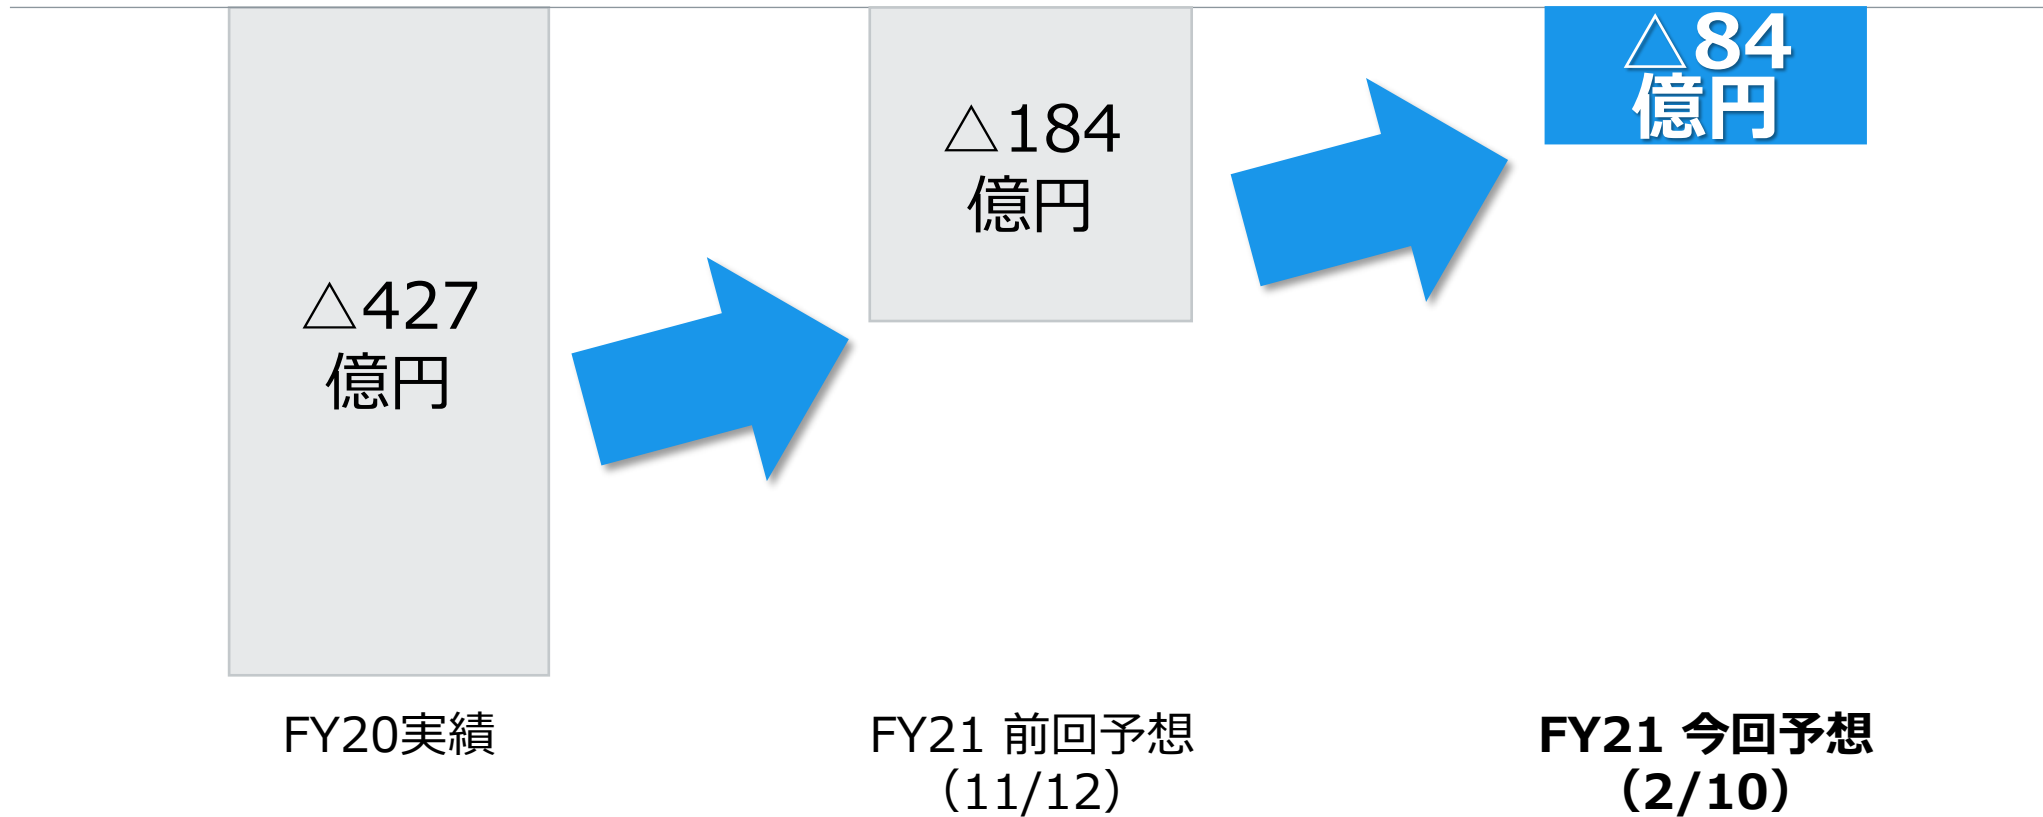 △427
億円
△184
億円
△84
億円
FY20実績
FY21 前回予想
（11/12）
FY21 今回予想
（2/10）